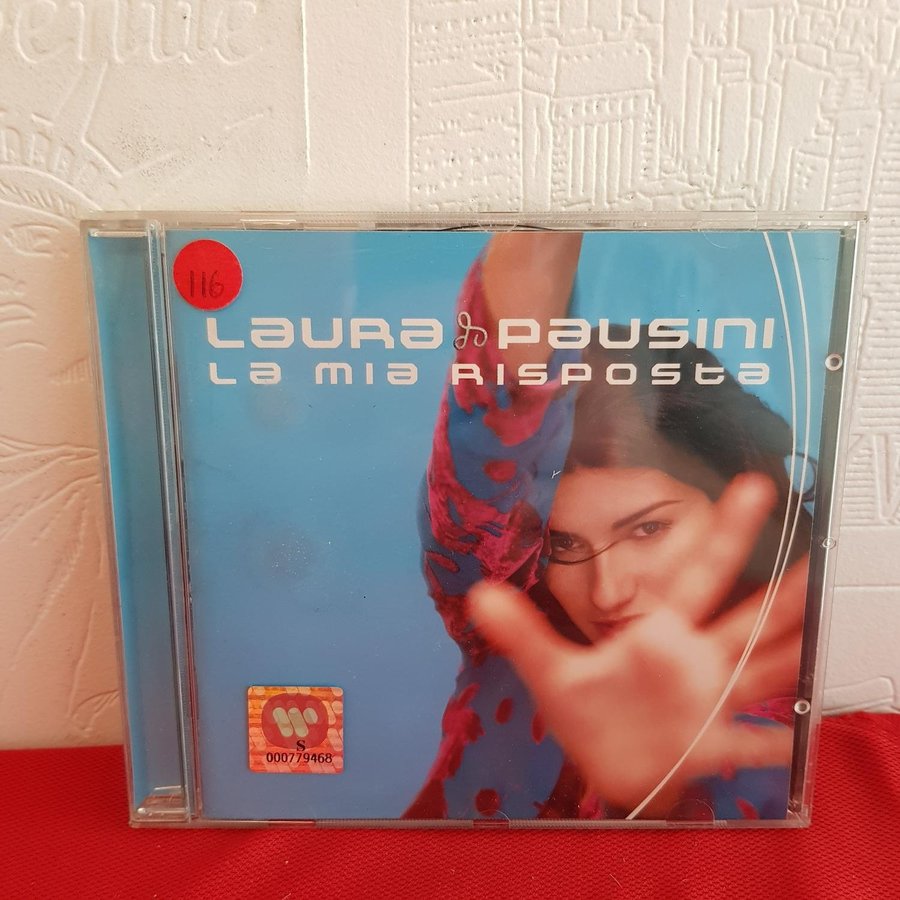 116
LAURA PAUSINI
LA MIA RISPOSTA
S
000779468